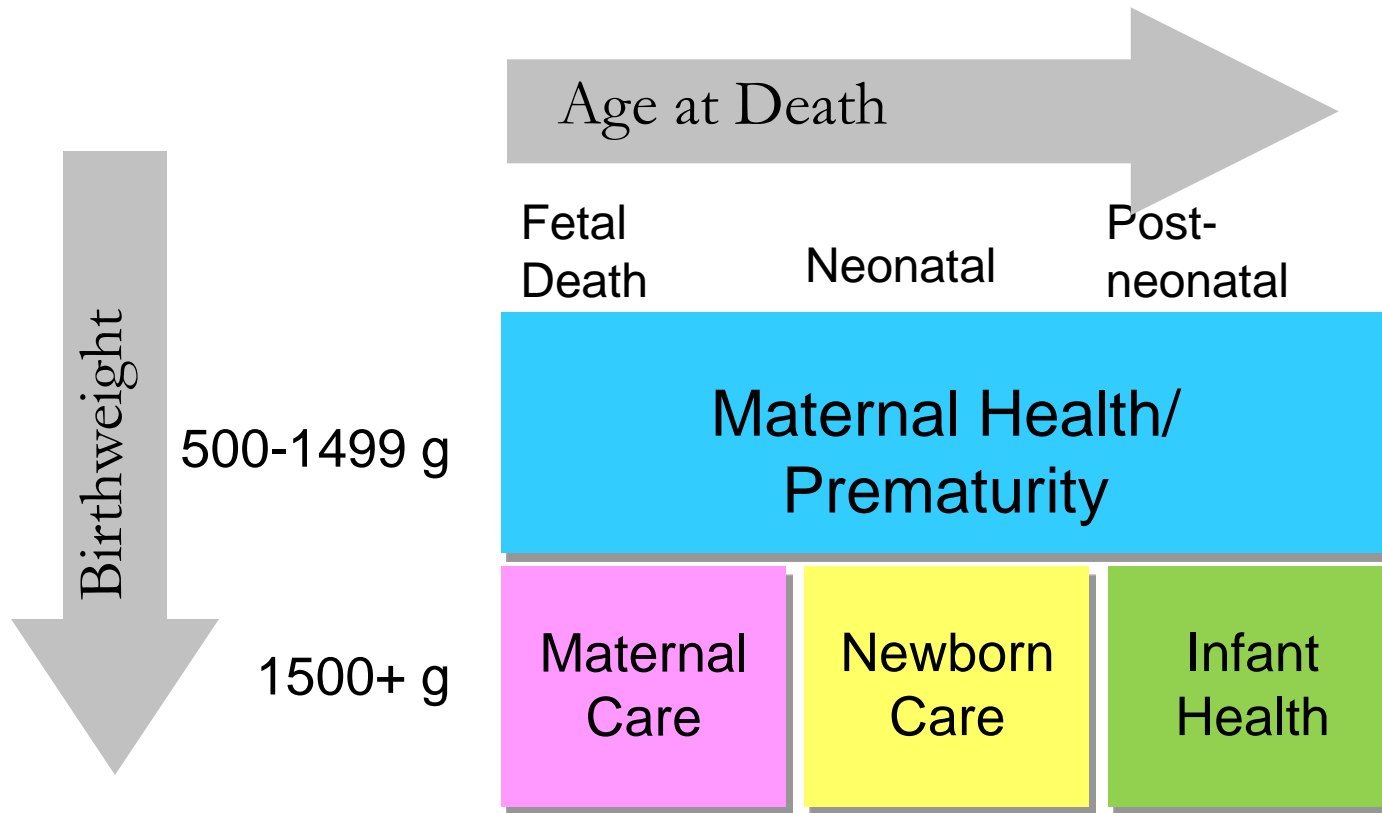 Age at Death
Birthweight
Fetal
Death
Neonatal
Post-
neonatal
500-1499 g
Maternal Health/
Prematurity
1500+ g
Maternal
Care
Newborn
Care
Infant
Health